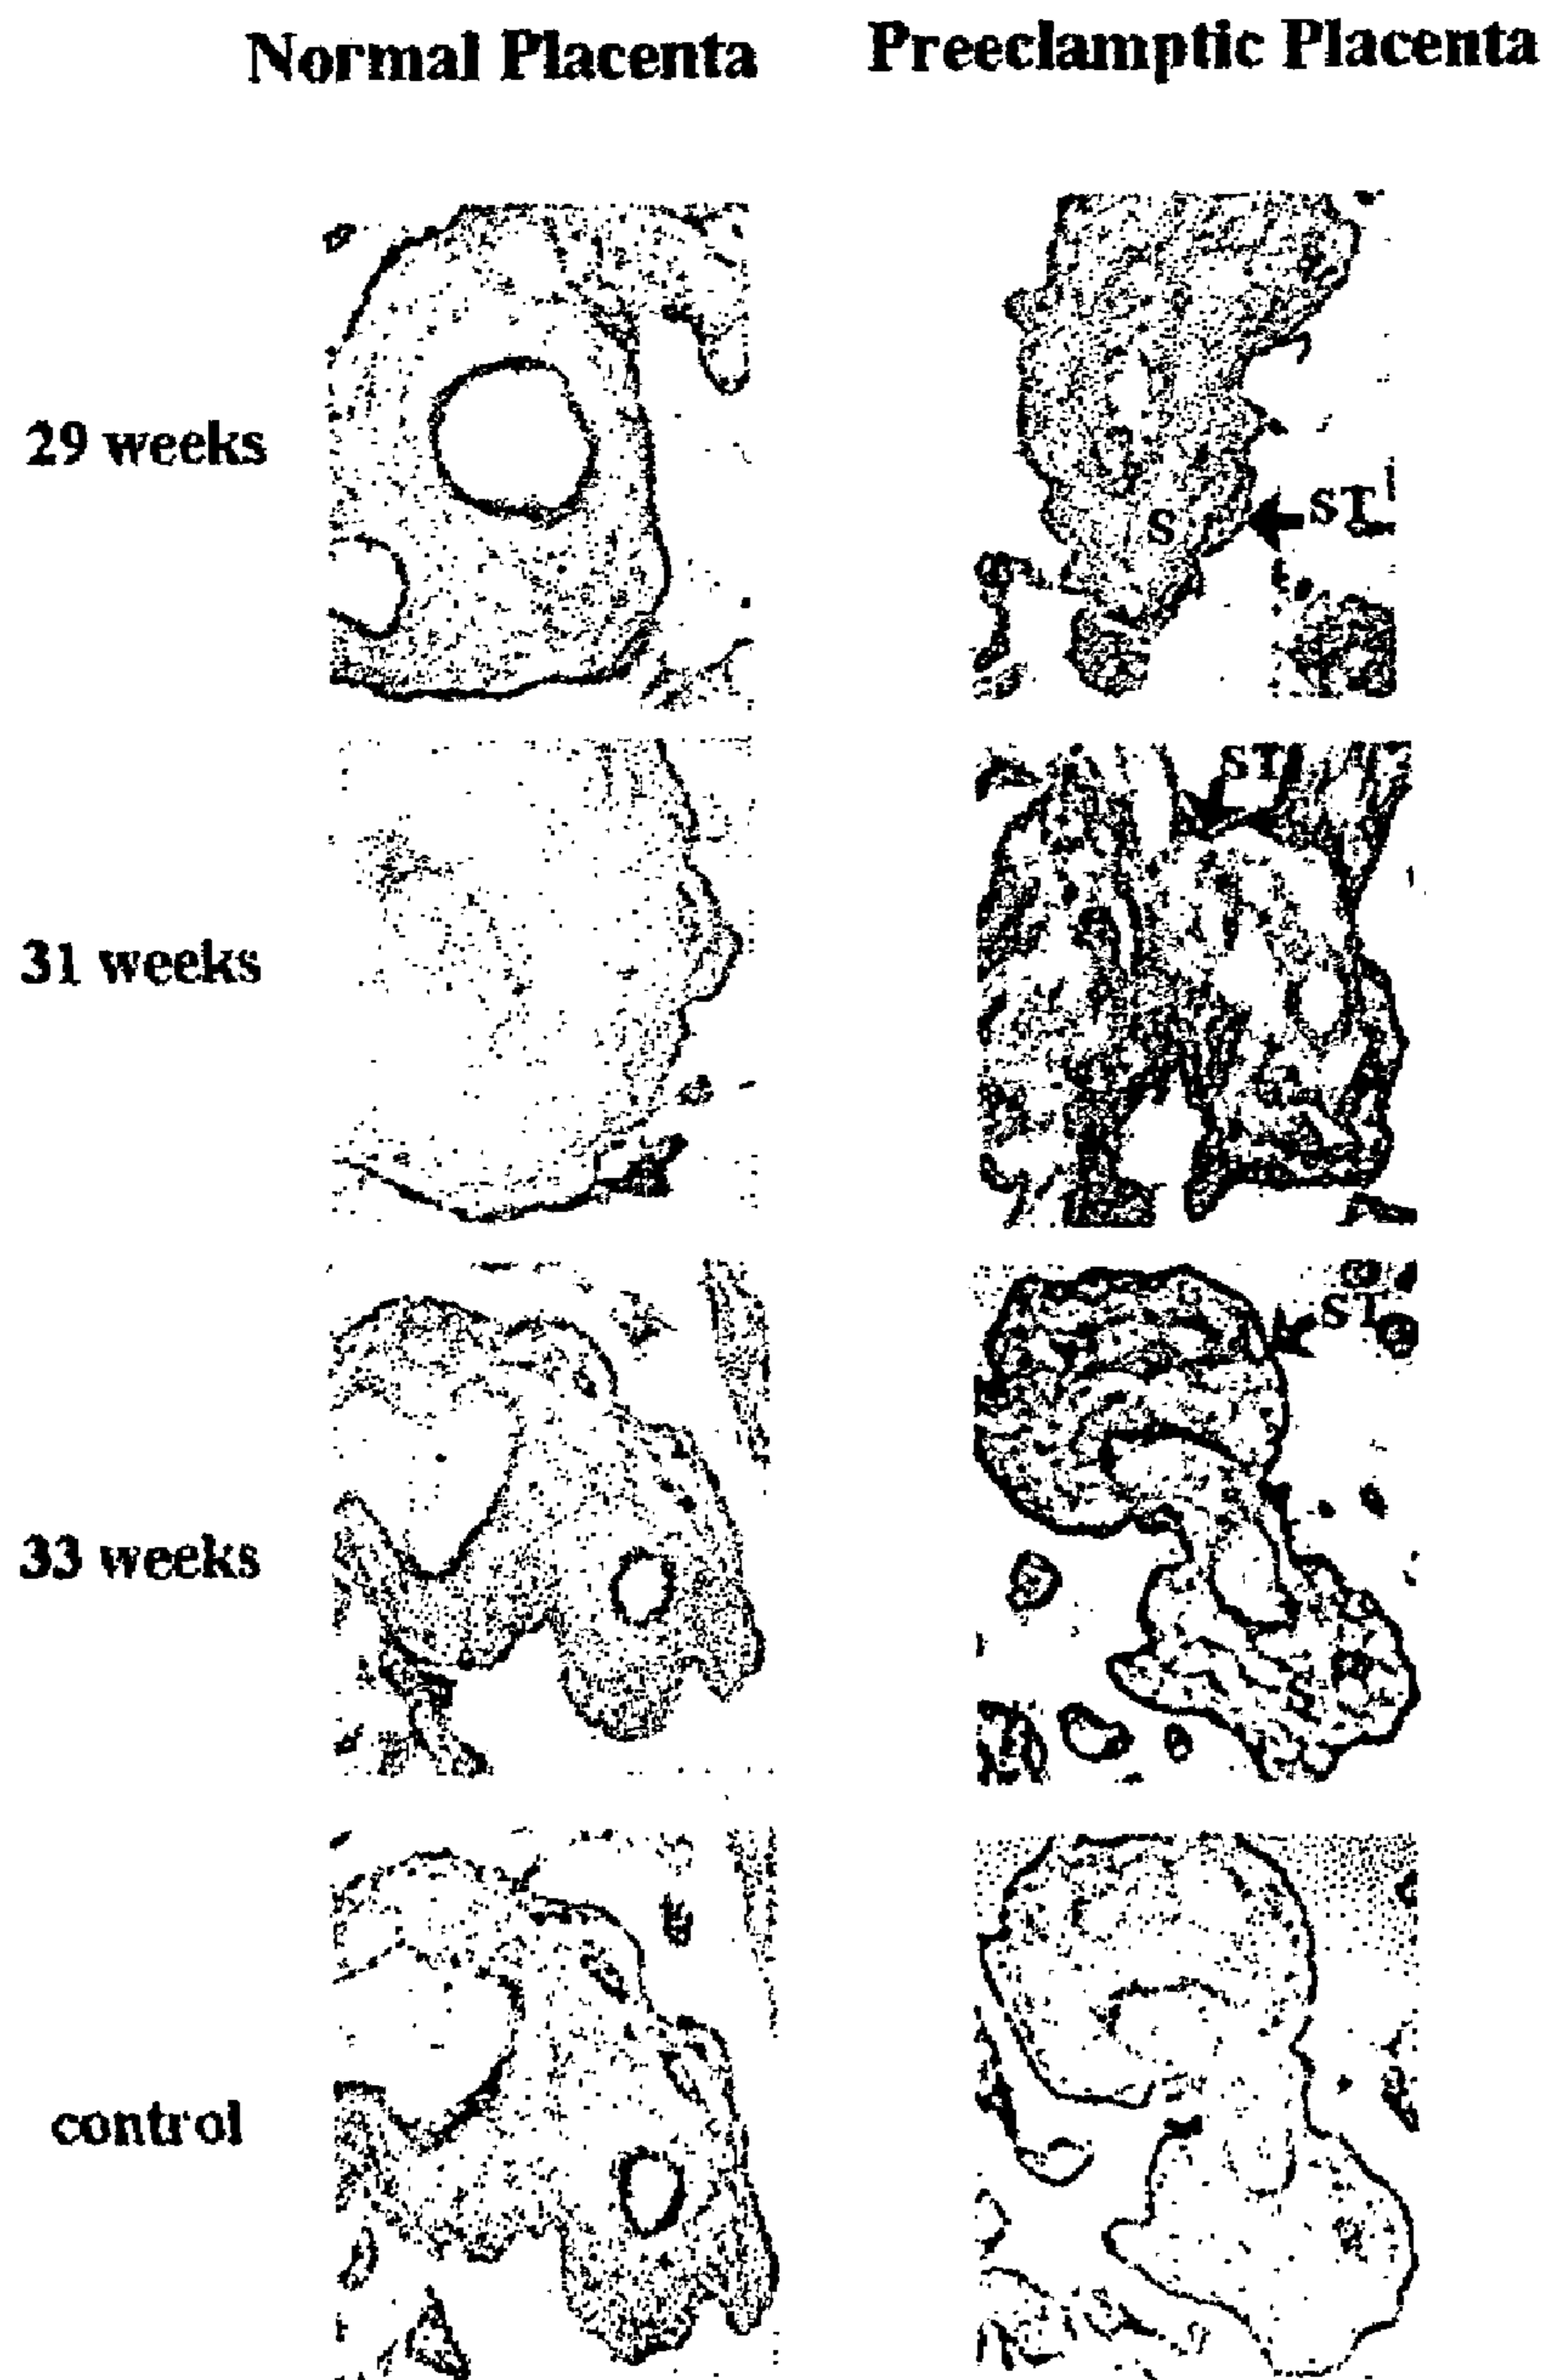 Normal Placenta Preeclamptic Placenta
29 weeks
S ST
31 weeks
ST
S
33 weeks
ST
S
control